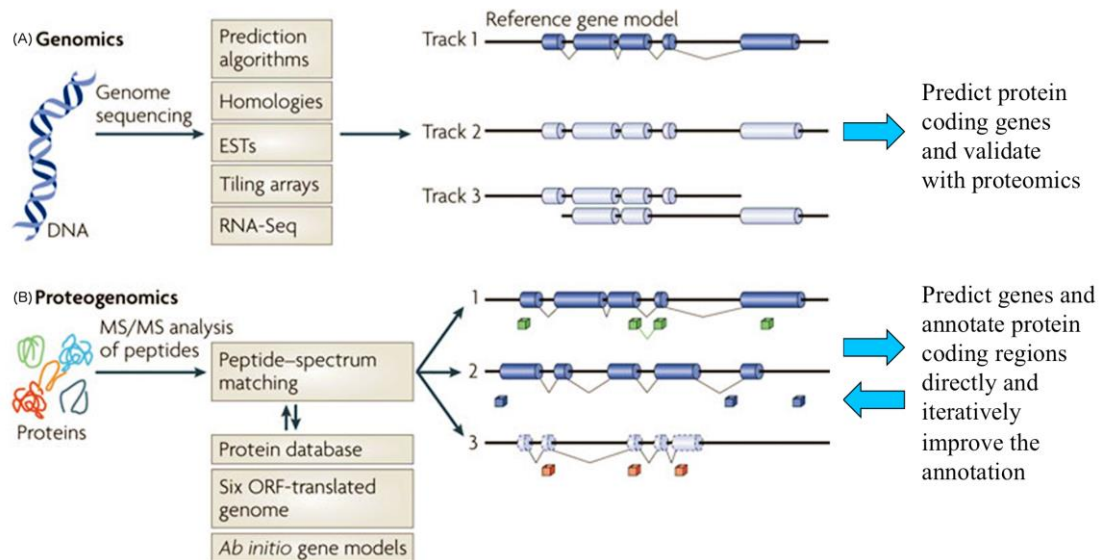 (A) Genomics
DNA
Genome
sequencing
Prediction
algorithms
Homologies
ESTs
Tiling arrays
RNA-Seq
Reference gene model
Track 1
Track 2
Track 3
Predict protein
coding genes
and validate
with proteomics
(B) Proteogenomics
Proteins
MS/MS analysis
of peptides
Peptide–spectrum
matching
Protein database
Six ORF-translated
genome
Ab initio gene models
1
2
3
Predict genes and
annotate protein
coding regions
directly and
iteratively
improve the
annotation